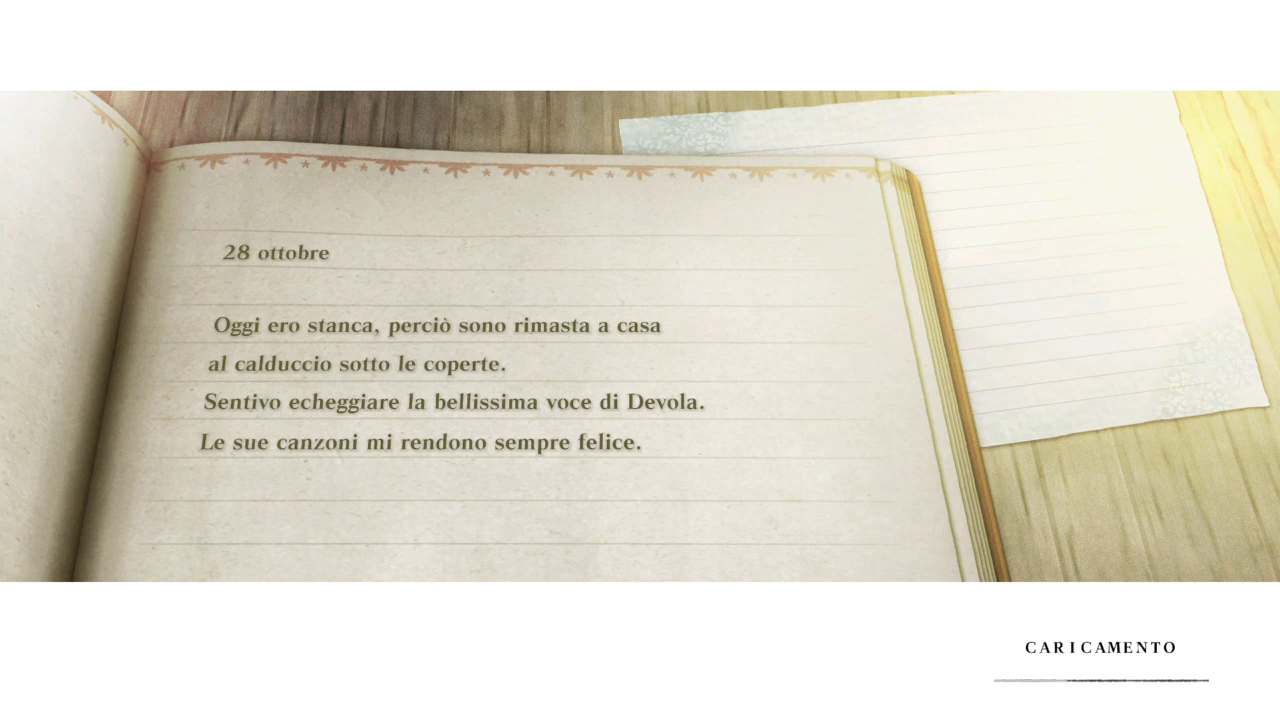 28 ottobre
Oggi ero stanca, perciò sono rimasta a casa
al calduccio sotto le coperte.
Sentivo echeggiare la bellissima voce di Devola.
Le sue canzoni mi rendono sempre felice.
CARICAMENTO